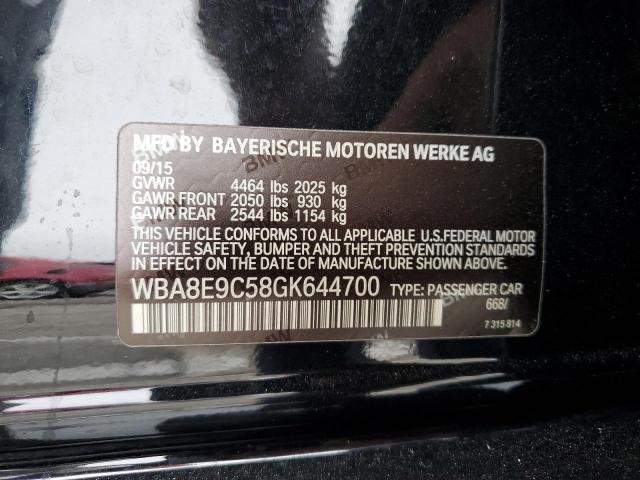 MFD BY BAYERISCHE MOTOREN WERKE AG
09/15
GVWR 4464 lbs 2025 kg
GAWR FRONT 2050 lbs 930 kg
GAWR REAR 2544 lbs 1154 kg
THIS VEHICLE CONFORMS TO ALL APPLICABLE U.S.FEDERAL MOTOR
VEHICLE SAFETY, BUMPER AND THEFT PREVENTION STANDARDS
IN EFFECT ON THE DATE OF MANUFACTURE SHOWN ABOVE.
WBA8E9C58GK644700 TYPE: PASSENGER CAR
668/
7 315 814